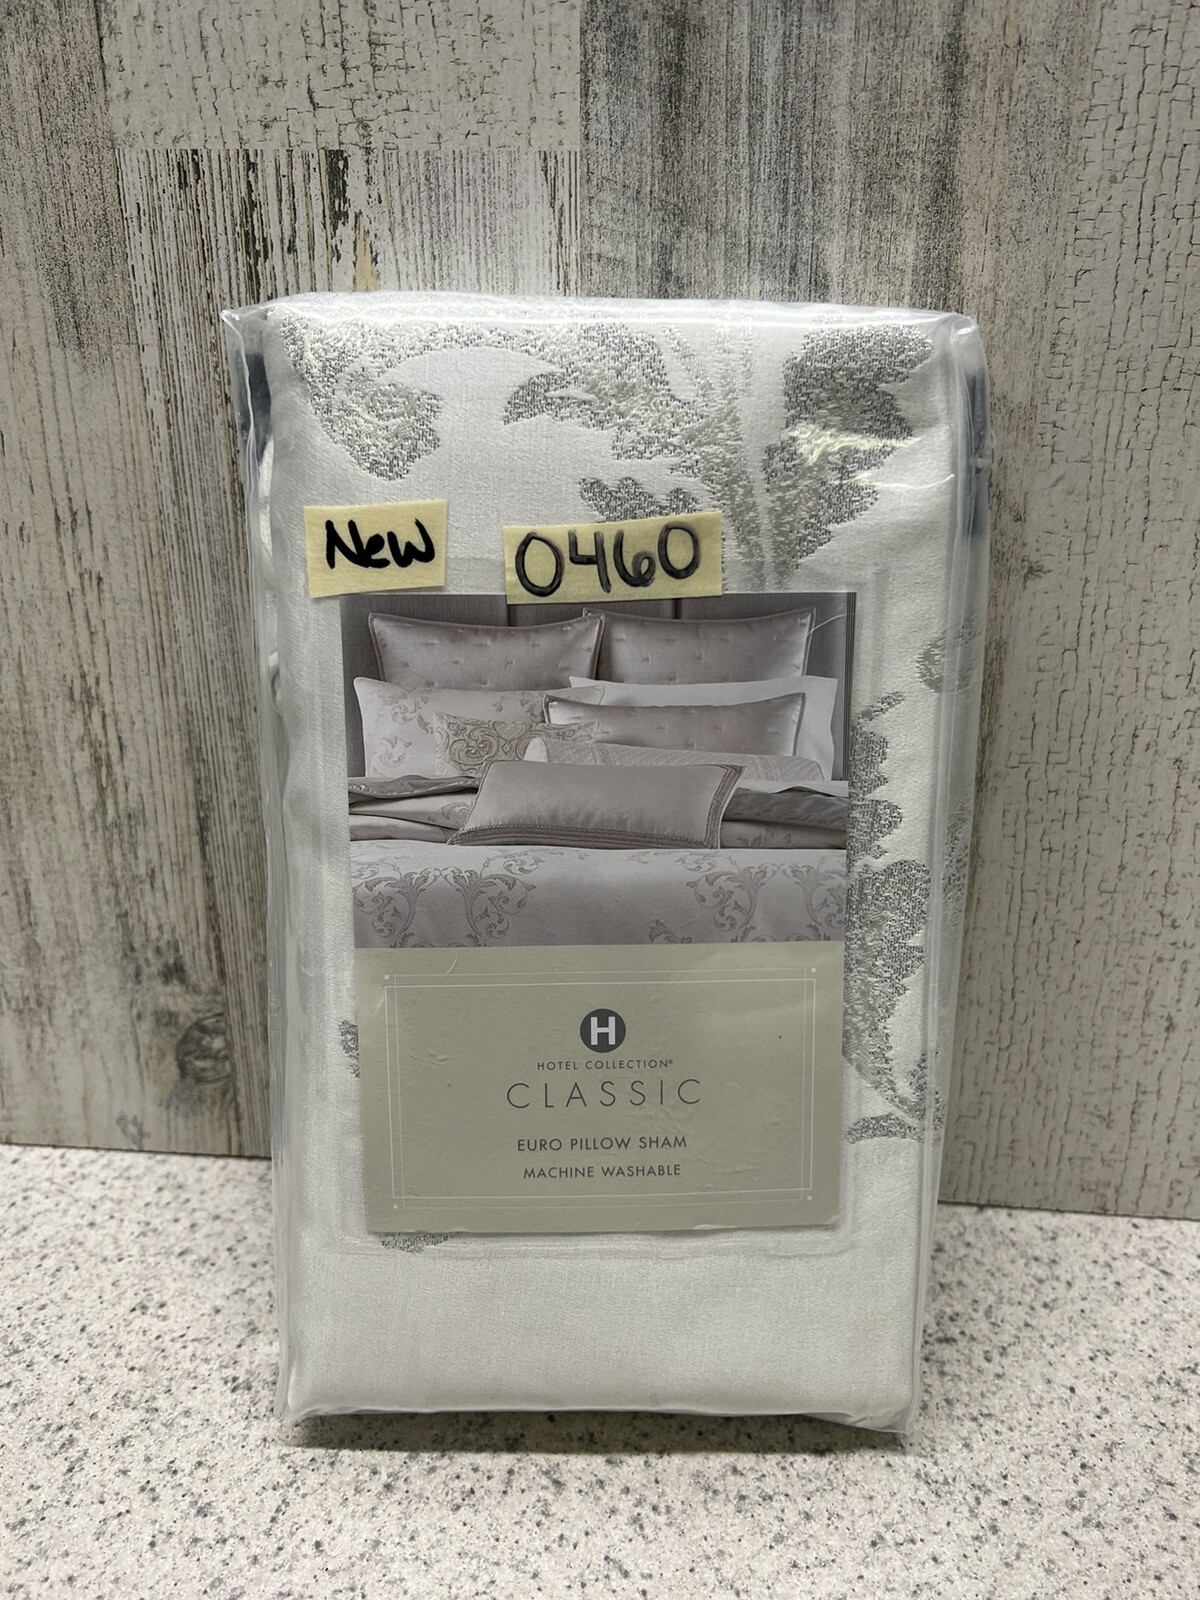 New
0460
H
HOTEL COLLECTION®
CLASSIC
EURO PILLOW SHAM
MACHINE WASHABLE